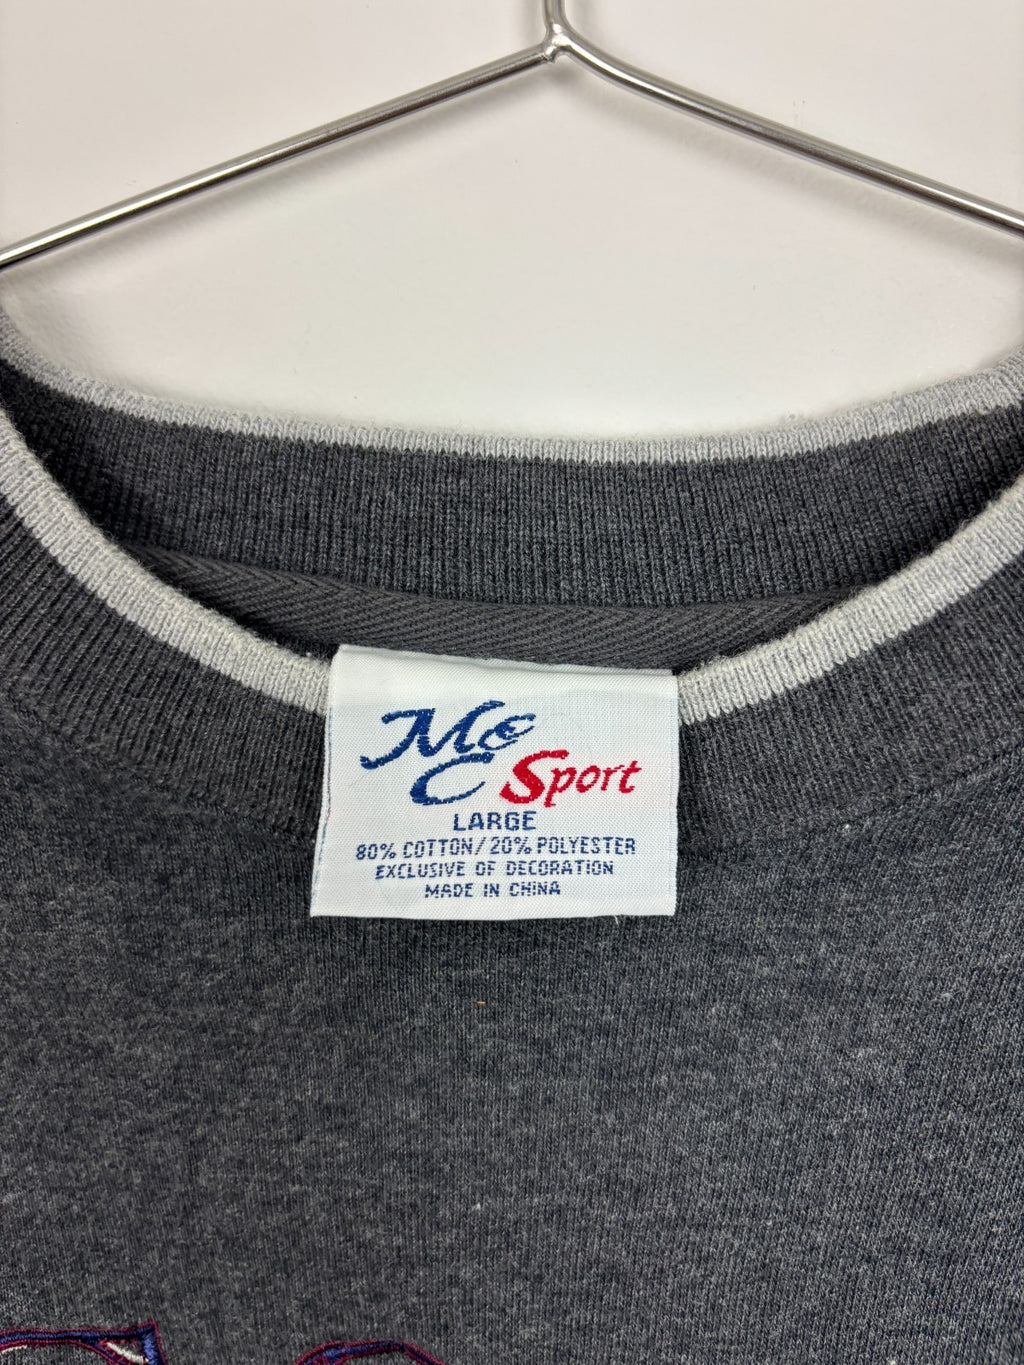 MCC Sport
LARGE
80% COTTON/20% POLYESTER
EXCLUSIVE OF DECORATION
MADE IN CHINA